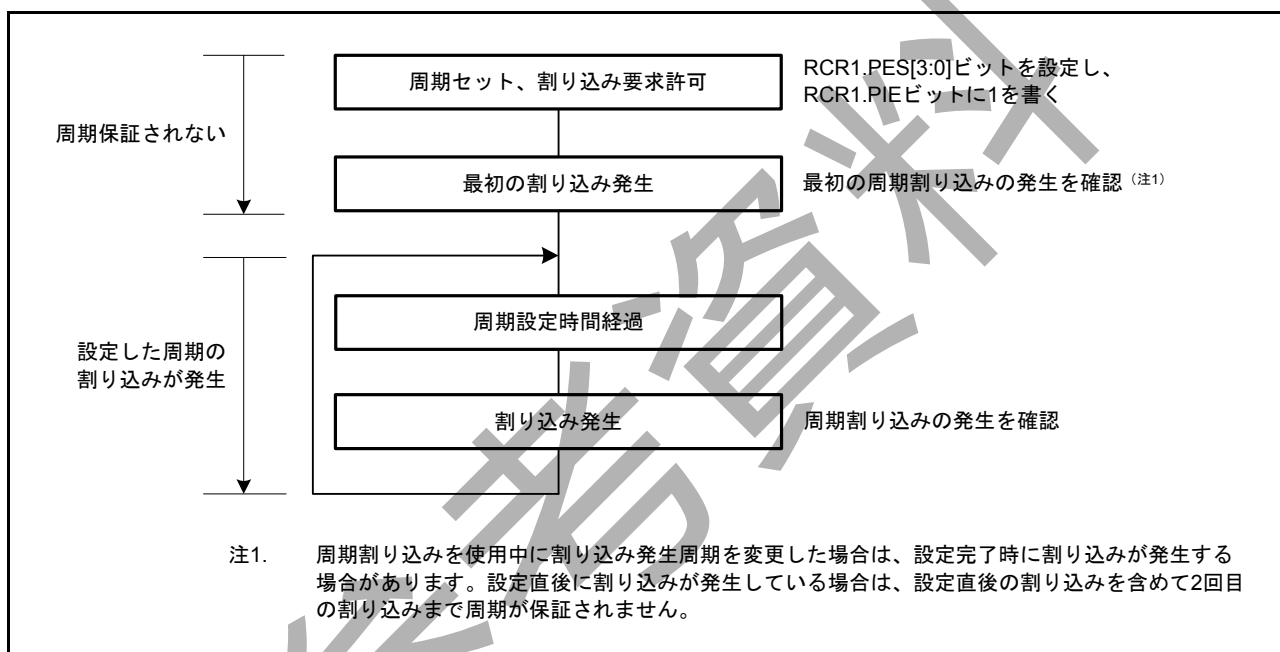 周期セット、割り込み要求許可
RCR1.PES[3:0]ビットを設定し、
RCR1.PIEビットに1を書く
周期保証されない
最初の割り込み発生
最初の周期割り込みの発生を確認（注1）
周期設定時間経過
設定した周期の
割り込みが発生
割り込み発生
周期割り込みの発生を確認
注1. 周期割り込みを使用中に割り込み発生周期を変更した場合は、設定完了時に割り込みが発生する
場合があります。設定直後に割り込みが発生している場合は、設定直後の割り込みを含めて2回目
の割り込みまで周期が保証されません。
考資料